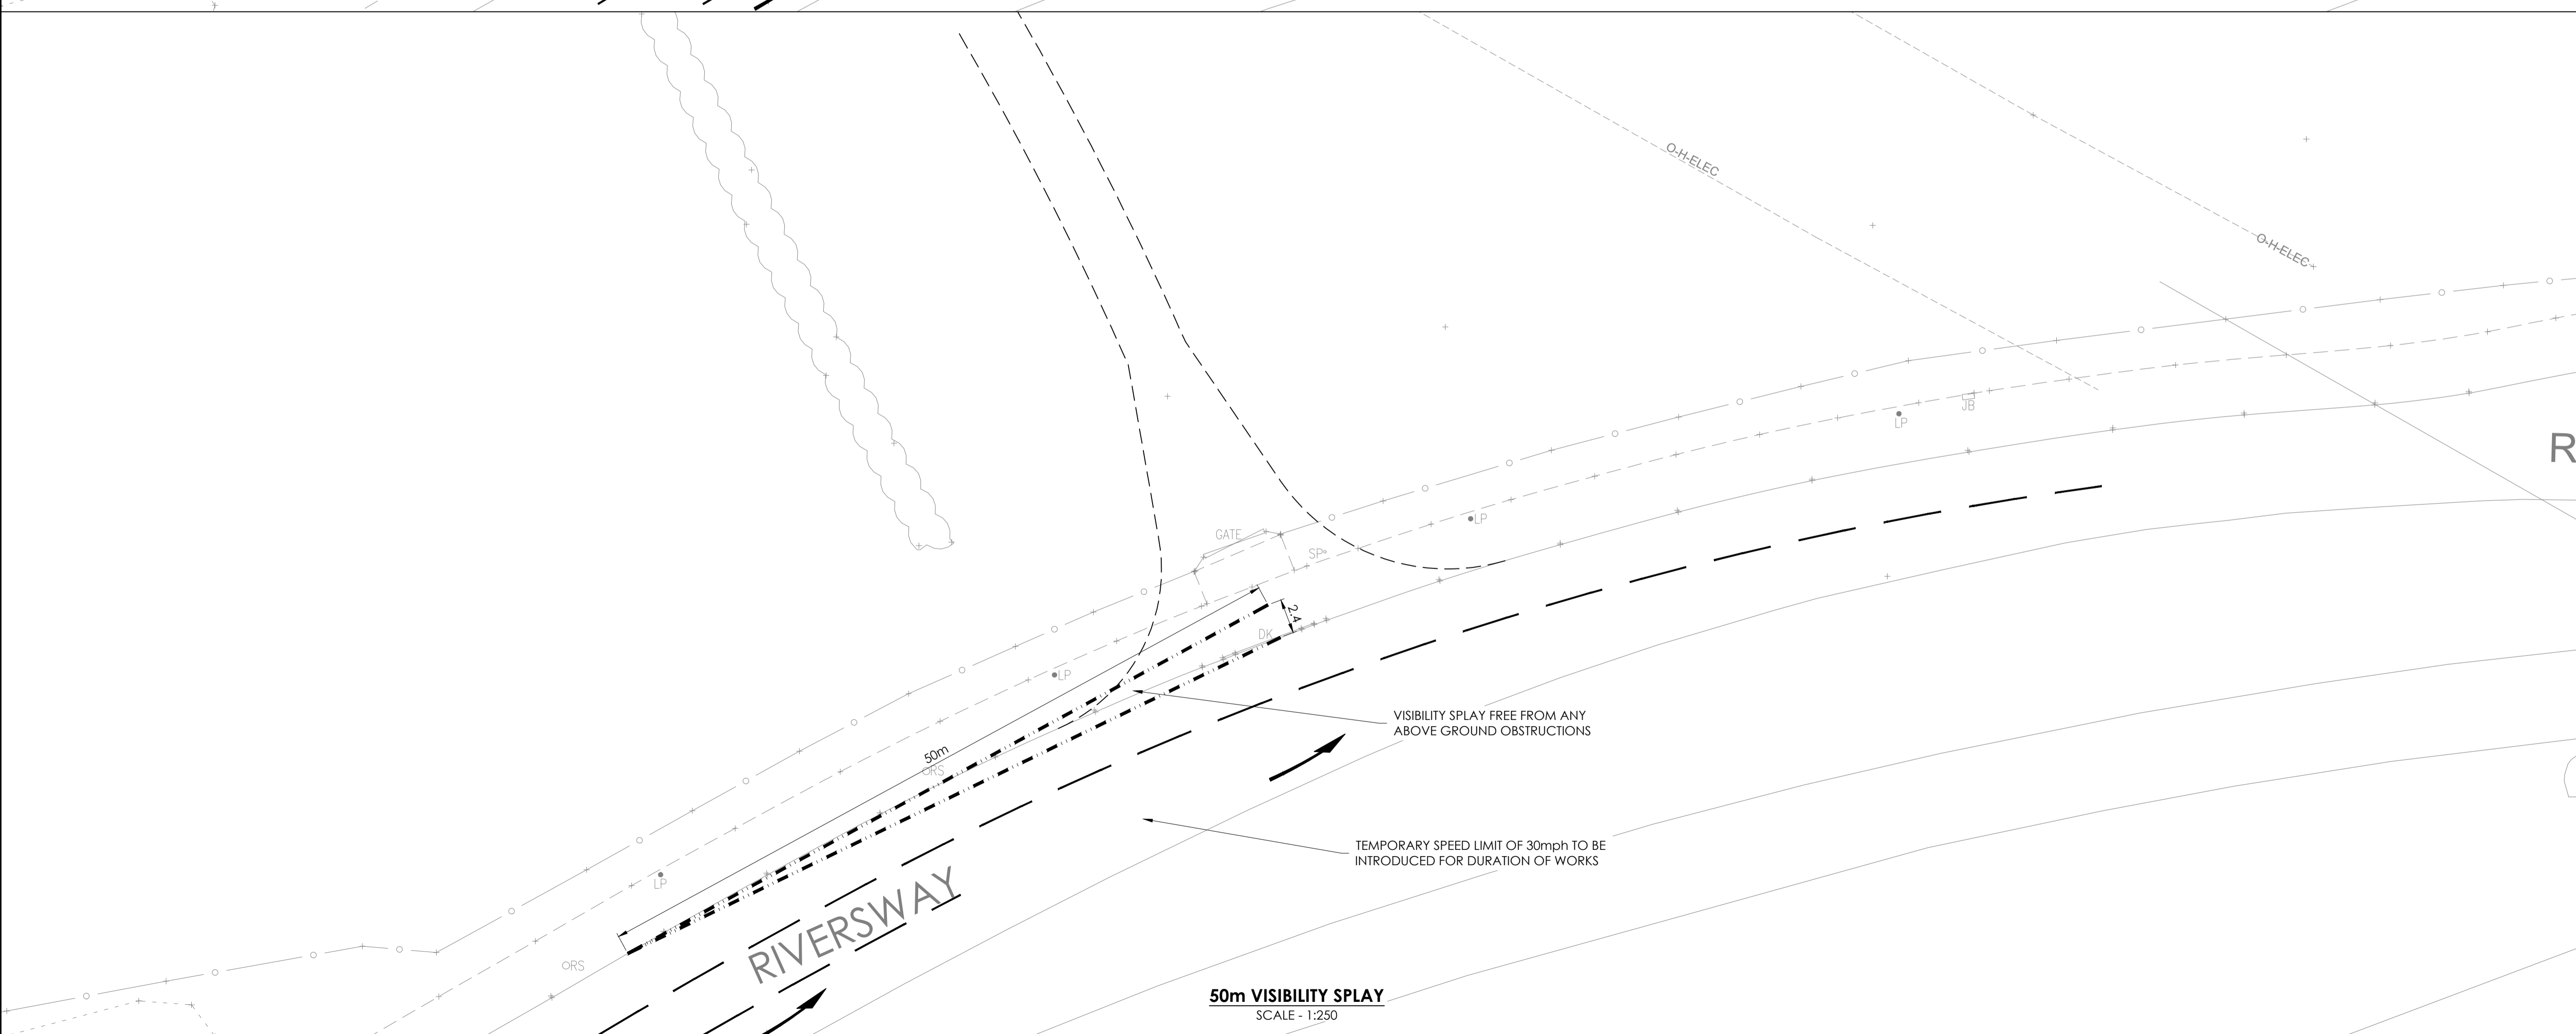 O-H-ELEC
O-H-ELEC
JB
LP
R
LP
GATE
SP
2.4
DK
LP
VISIBILITY SPLAY FREE FROM ANY
ABOVE GROUND OBSTRUCTIONS
50m
RS
TEMPORARY SPEED LIMIT OF 30mph TO BE
INTRODUCED FOR DURATION OF WORKS
LP
RIVERSWAY
RS
50m VISIBILITY SPLAY
SCALE - 1:250